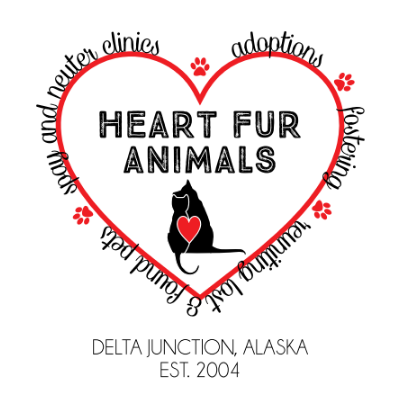 spay and neuter clinics
adoptions
fostering
reuniting lost & found pets
HEART FUR
ANIMALS
DELTA JUNCTION, ALASKA
EST. 2004